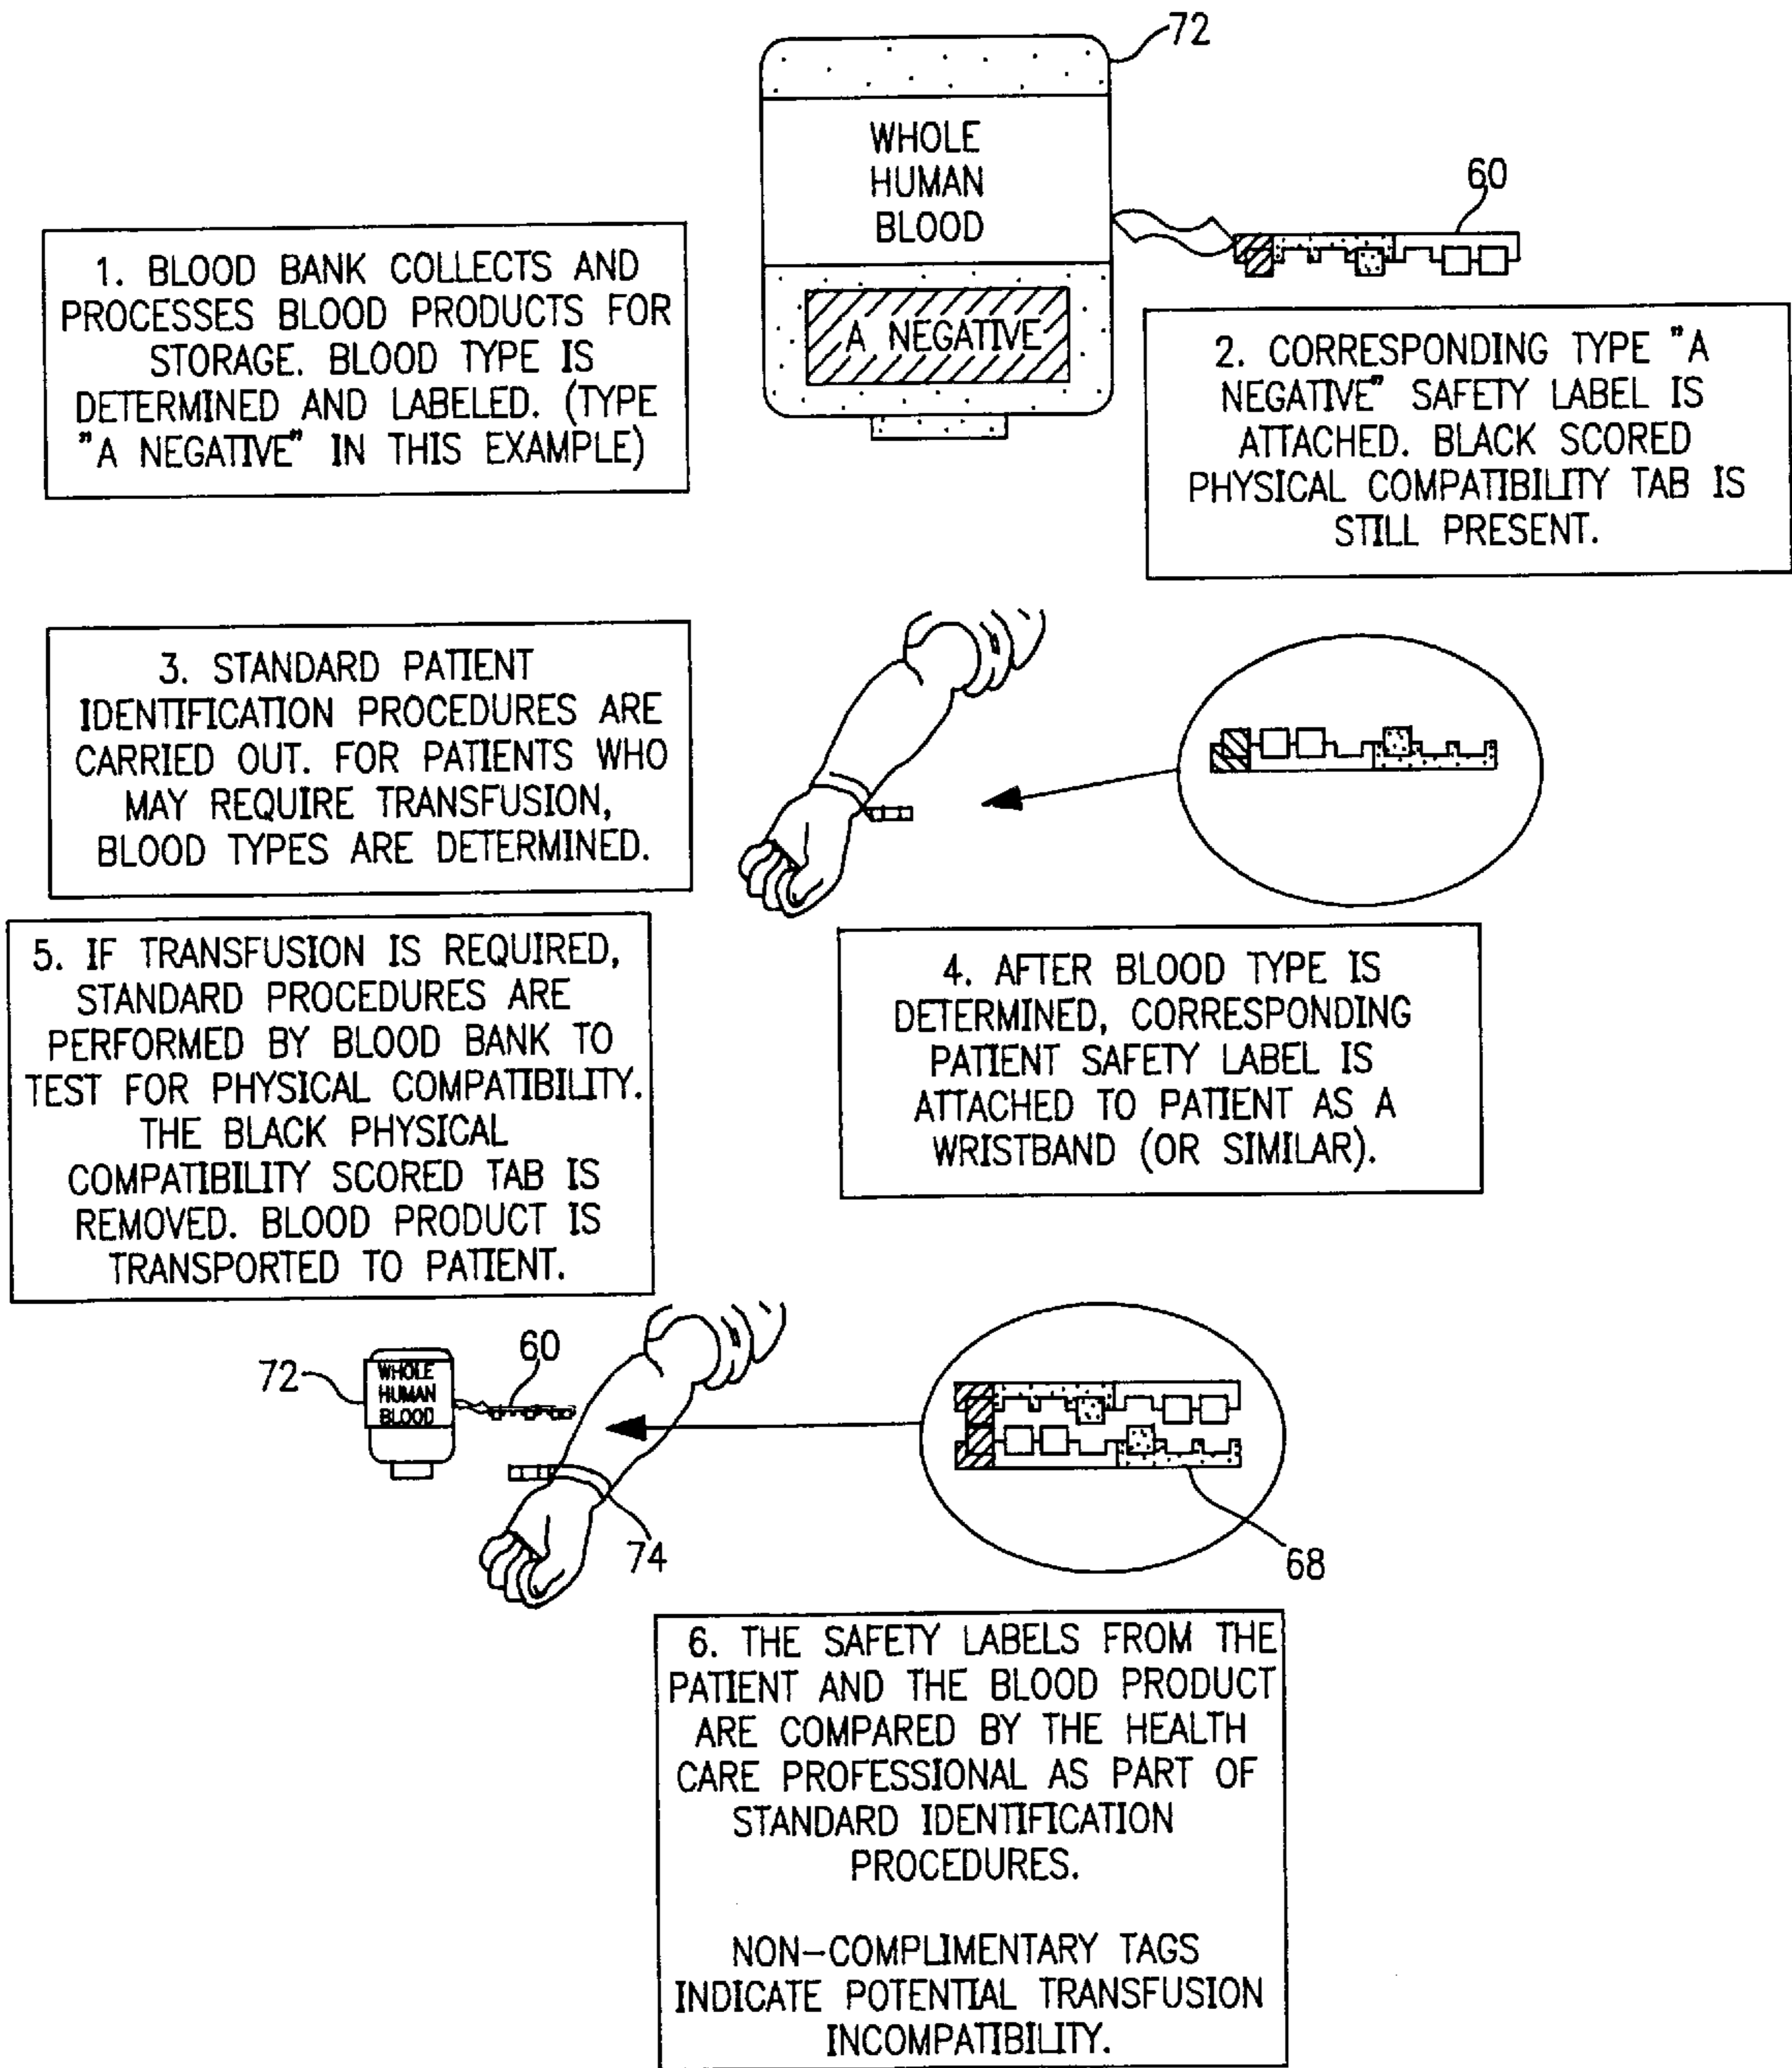 72
WHOLE
HUMAN
BLOOD
A NEGATIVE
60
1. BLOOD BANK COLLECTS AND
PROCESSES BLOOD PRODUCTS FOR
STORAGE. BLOOD TYPE IS
DETERMINED AND LABELED. (TYPE
"A NEGATIVE" IN THIS EXAMPLE)
2. CORRESPONDING TYPE "A
NEGATIVE" SAFETY LABEL IS
ATTACHED. BLACK SCORED
PHYSICAL COMPATIBILITY TAB IS
STILL PRESENT.
3. STANDARD PATIENT
IDENTIFICATION PROCEDURES ARE
CARRIED OUT. FOR PATIENTS WHO
MAY REQUIRE TRANSFUSION,
BLOOD TYPES ARE DETERMINED.
4. AFTER BLOOD TYPE IS
DETERMINED, CORRESPONDING
PATIENT SAFETY LABEL IS
ATTACHED TO PATIENT AS A
WRISTBAND (OR SIMILAR).
5. IF TRANSFUSION IS REQUIRED,
STANDARD PROCEDURES ARE
PERFORMED BY BLOOD BANK TO
TEST FOR PHYSICAL COMPATIBILITY.
THE BLACK PHYSICAL
COMPATIBILITY SCORED TAB IS
REMOVED. BLOOD PRODUCT IS
TRANSPORTED TO PATIENT.
72
WHOLE
HUMAN
BLOOD
60
74
68
6. THE SAFETY LABELS FROM THE
PATIENT AND THE BLOOD PRODUCT
ARE COMPARED BY THE HEALTH
CARE PROFESSIONAL AS PART OF
STANDARD IDENTIFICATION
PROCEDURES.
NON-COMPLIMENTARY TAGS
INDICATE POTENTIAL TRANSFUSION
INCOMPATIBILITY.